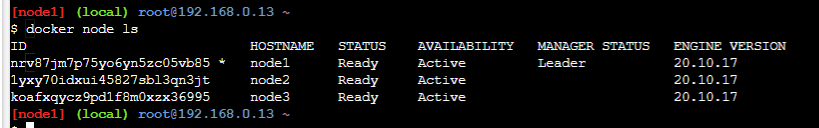 [node1] (local) root@192.168.0.13 ~
$ docker node ls
ID HOSTNAME STATUS AVAILABILITY MANAGER STATUS ENGINE VERSION
nrv87jm7p75yo6yn5zc05vb85 * node1 Ready Active Leader 20.10.17
lyxy70idxui45827sbl3qn3jt node2 Ready Active 20.10.17
koafxqycz9pdlf8m0xzx36995 node3 Ready Active 20.10.17
[node1] (local) root@192.168.0.13 ~
$